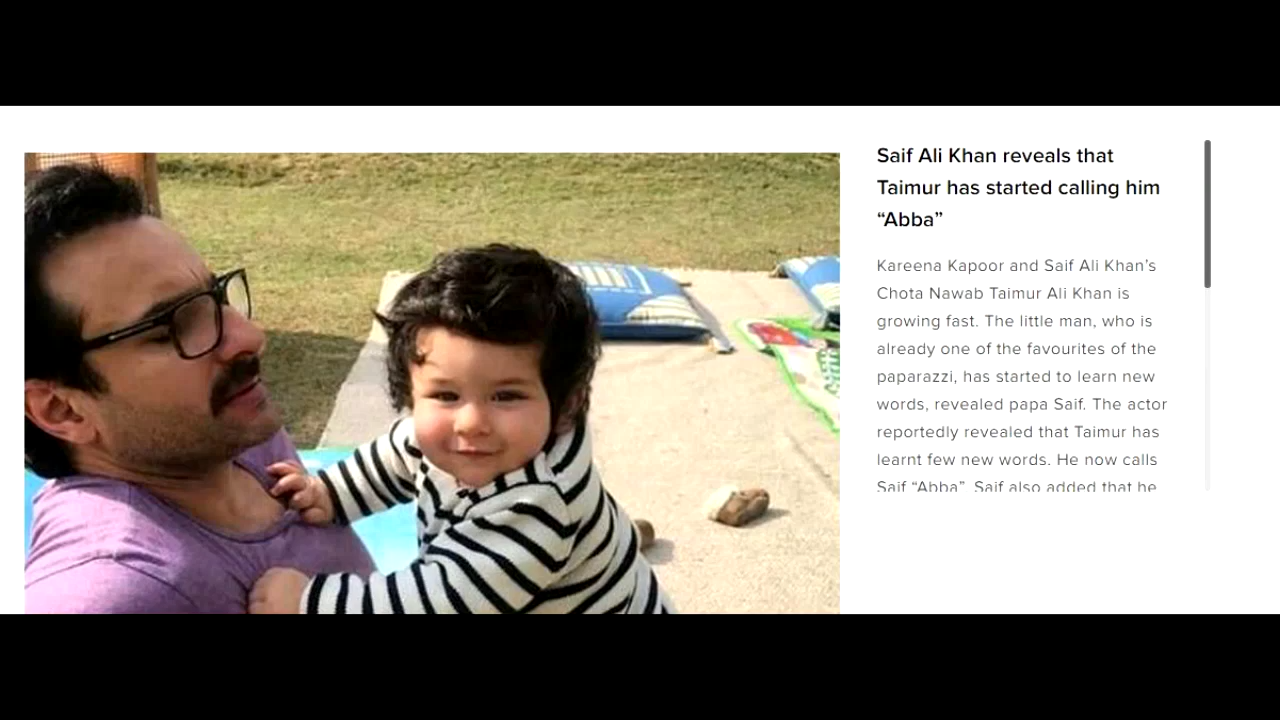 Saif Ali Khan reveals that
Taimur has started calling him
“Abba”
Kareena Kapoor and Saif Ali Khan’s
Chota Nawab Taimur Ali Khan is
growing fast. The little man, who is
already one of the favourites of the
paparazzi, has started to learn new
words, revealed papa Saif. The actor
reportedly revealed that Taimur has
learnt few new words. He now calls
Saif “Abba”. Saif also added that he